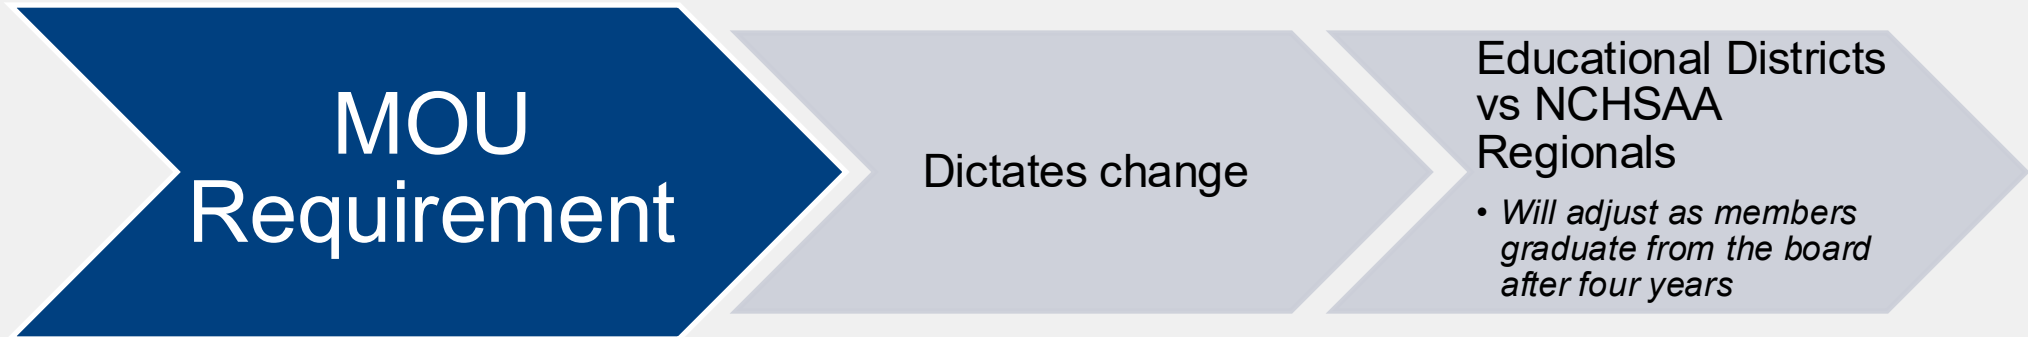 MOU
Requirement
Dictates change
Educational Districts
vs NCHSAA
Regionals
• Will adjust as members
graduate from the board
after four years